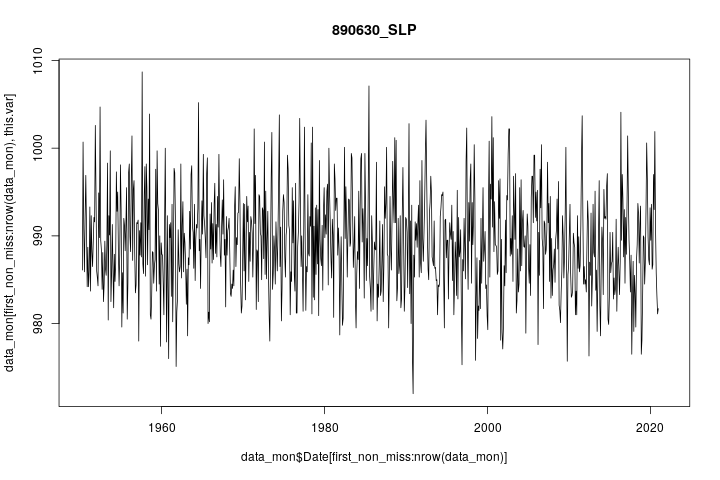 890630_SLP
data_mon[first_non_miss:nrow(data_mon), this.var]
1010
1000
990
980
1960
1980
2000
2020
data_mon$Date[first_non_miss:nrow(data_mon)]